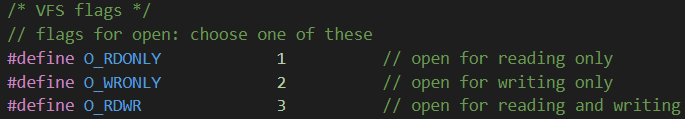 /* VFS flags */
// flags for open: choose one of these
#define O_RDONLY 1 // open for reading only
#define O_WRONLY 2 // open for writing only
#define O_RDWR 3 // open for reading and writing